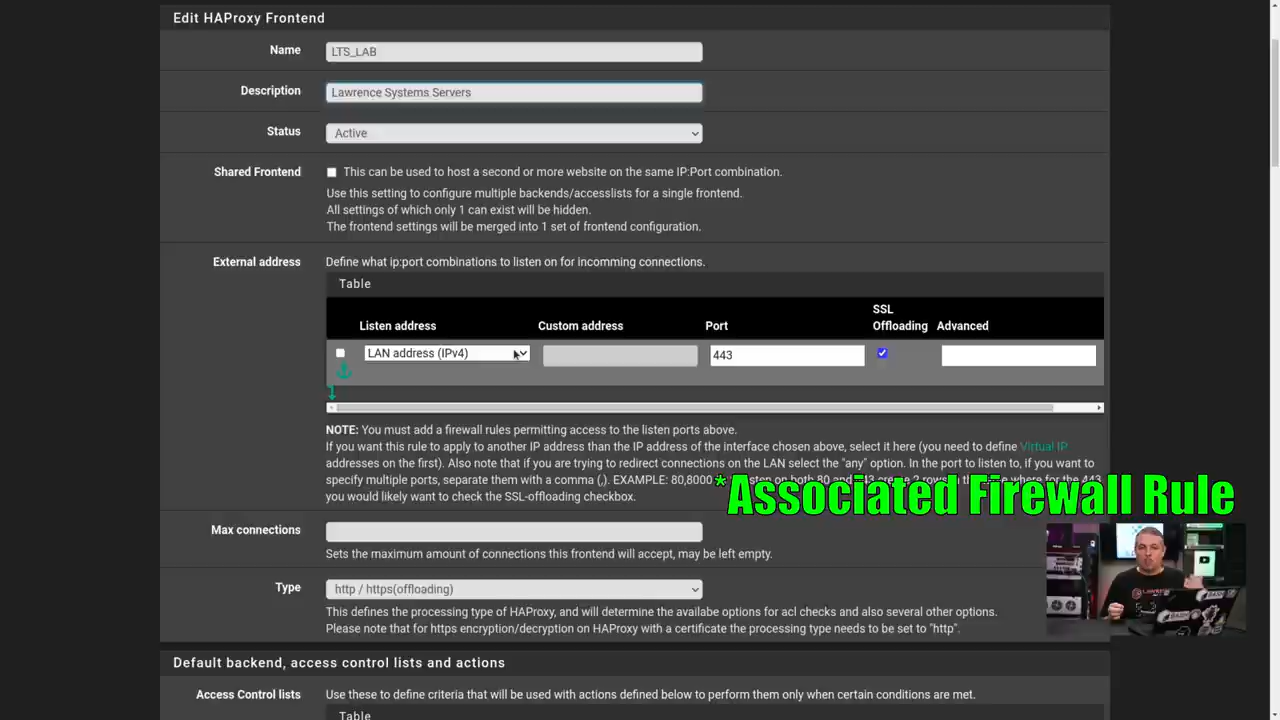 Edit HAProxy Frontend
Name LTS_LAB
Description Lawrence Systems Servers
Status Active
Shared Frontend This can be used to host a second or more website on the same IP:Port combination.
Use this setting to configure multiple backends/accesslists for a single frontend.
All settings of which only 1 can exist will be hidden.
The frontend settings will be merged into 1 set of frontend configuration.
External address Define what ip:port combinations to listen on for incomming connections.
Table
SSL
Listen address Custom address Port Offloading Advanced
LAN address (IPv4) 443
NOTE: You must add a firewall rules permitting access to the listen ports above.
If you want this rule to apply to another IP address than the IP address of the interface chosen above, select it here (you need to define Virtual IP
addresses on the first). Also note that if you are trying to redirect connections on the LAN select the "any" option. In the port to listen to, if you want to
specify multiple ports, separate them with a comma (,). EXAMPLE: 80,8000 where for the 443
you would likely want to check the SSL-offloading checkbox.
*Associated Firewall Rule
Max connections
Sets the maximum amount of connections this frontend will accept, may be left empty.
Type http / https(offloading)
This defines the processing type of HAProxy, and will determine the availabe options for acl checks and also several other options.
Please note that for https encryption/decryption on HAProxy with a certificate the processing type needs to be set to "http".
Default backend, access control lists and actions
Access Control lists Use these to define criteria that will be used with actions defined below to perform them only when certain conditions are met.
Table